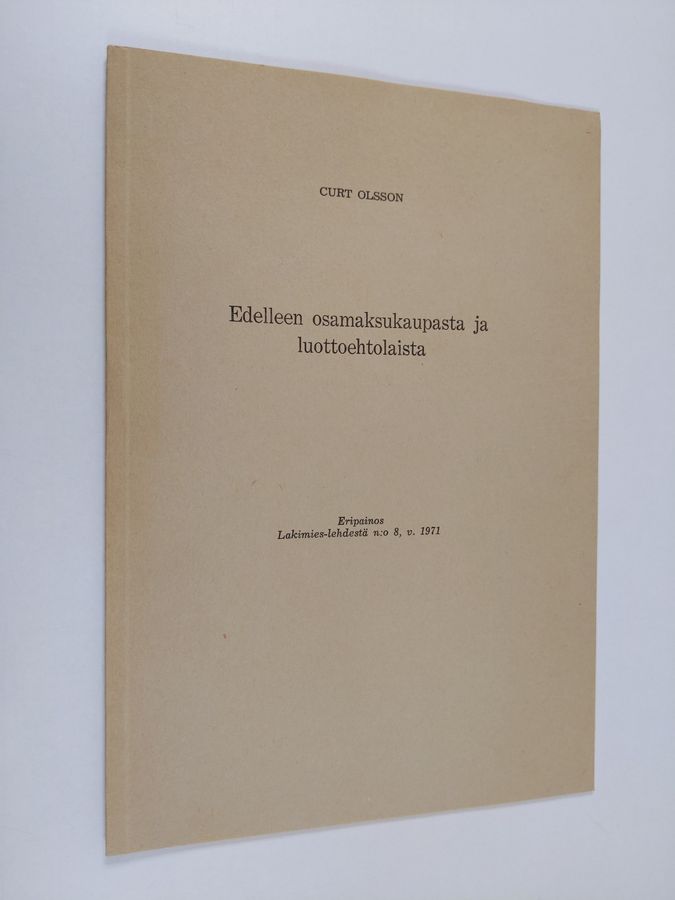 CURT OLSSON
Edelleen osamaksukaupasta ja
luottoehtolaista
Eripainos
Lakimies-lehdestä n:o 8, v. 1971